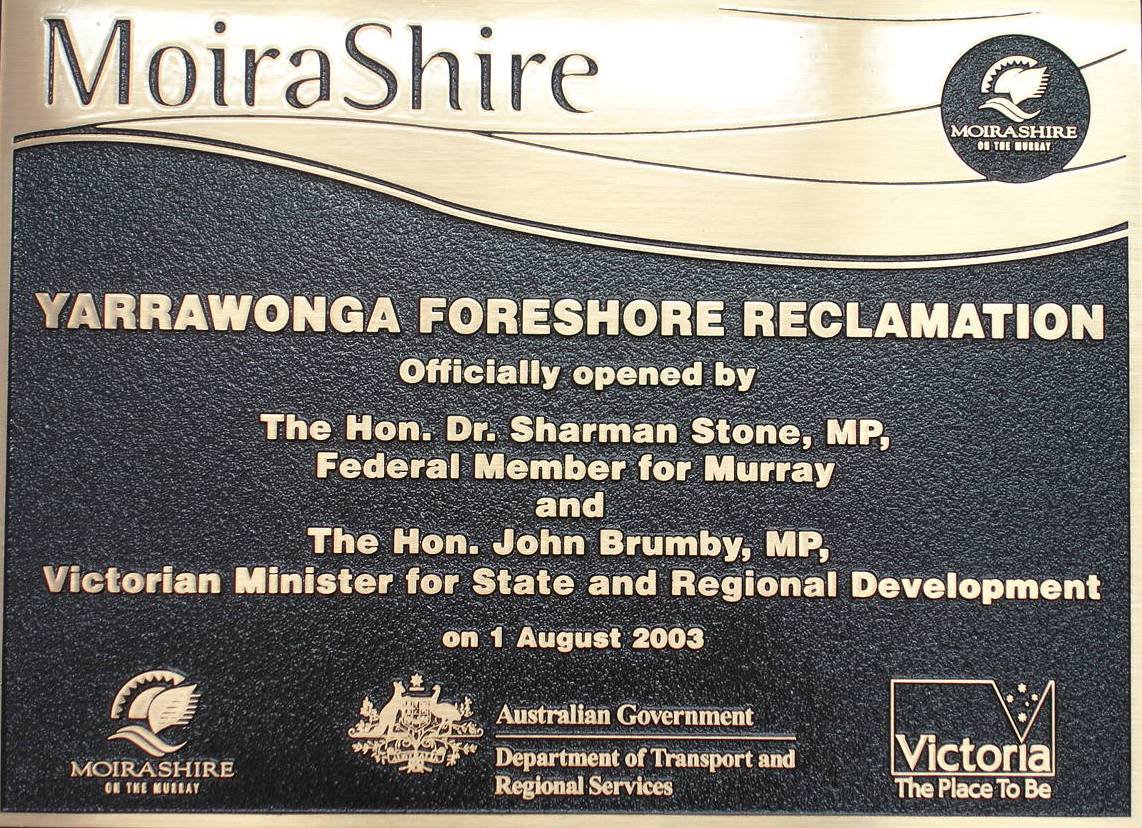 MoiraShire
MOIRASHIRE
ON THE MURRAY
YARRAWONGA FORESHORE RECLAMATION
Officially opened by
The Hon. Dr. Sharman Stone, MP,
Federal Member for Murray
and
The Hon. John Brumby, MP,
Victorian Minister for State and Regional Development
on 1 August 2003
MOIRASHIRE
ON THE MURRAY
Australian Government
Department of Transport and
Regional Services
Victoria
The Place To Be